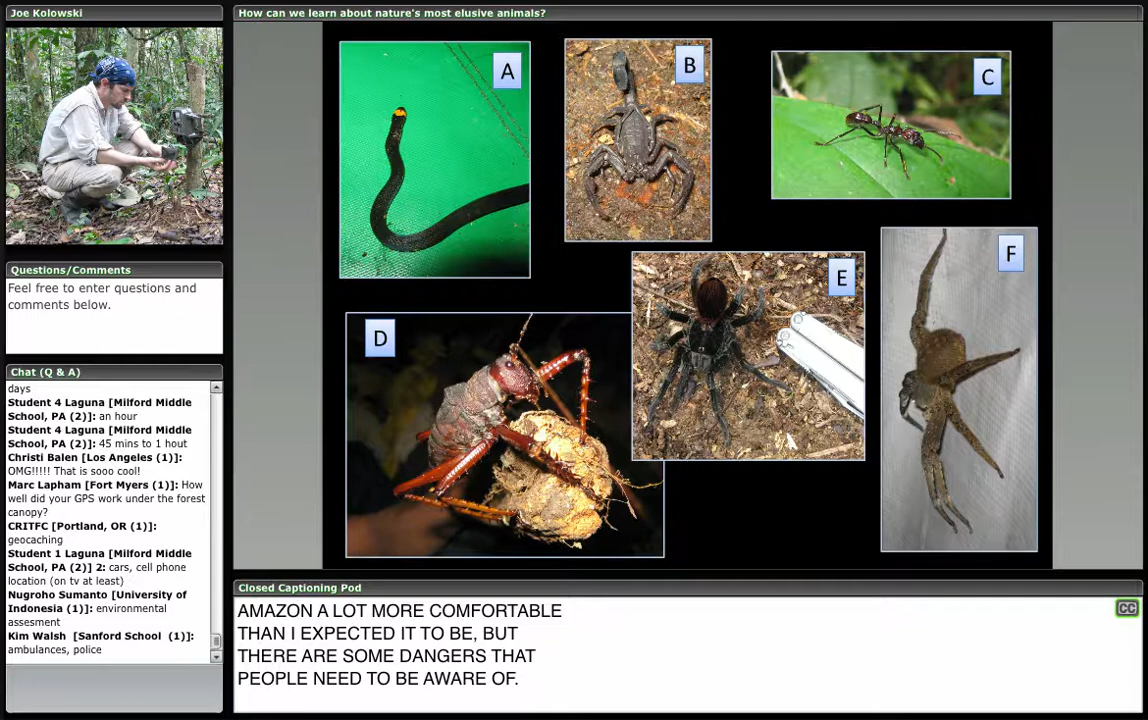 Joe Kolowski
How can we learn about nature's most elusive animals?
A
B
C
D
E
F
Questions/Comments
Feel free to enter questions and
comments below.
Chat (Q & A)
days
Student 4 Laguna [Milford Middle
School, PA (2)]: an hour
Student 4 Laguna [Milford Middle
School, PA (2)]: 45 mins to 1 hout
Christi Balen [Los Angeles (1)]:
OMG!!!!! That is sooo cool!
Marc Lapham [Fort Myers (1)]: How
well did your GPS work under the forest
canopy?
CRITFC [Portland, OR (1)]:
geocaching
Student 1 Laguna [Milford Middle
School, PA (2)] 2: cars, cell phone
location (on tv at least)
Nugroho Sumanto [University of
Indonesia (1)]: environmental
assesment
Kim Walsh [Sanford School (1)]:
ambulances, police
Closed Captioning Pod
CC
AMAZON A LOT MORE COMFORTABLE
THAN I EXPECTED IT TO BE, BUT
THERE ARE SOME DANGERS THAT
PEOPLE NEED TO BE AWARE OF.